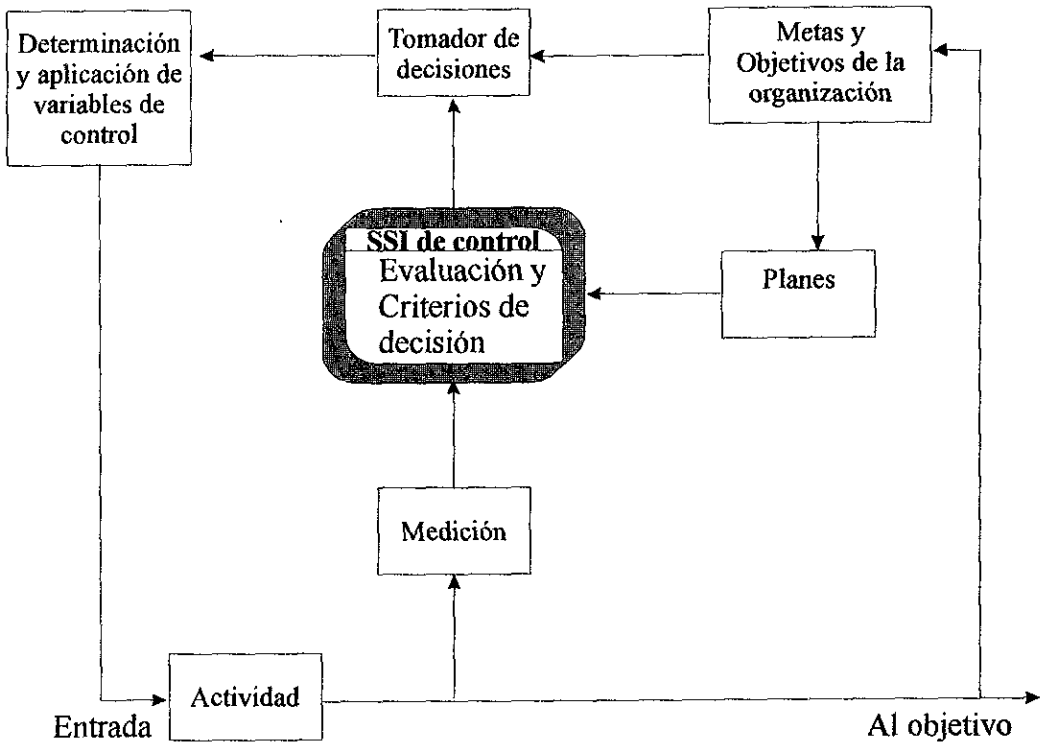 Determinación
y aplicación de
variables de
control
Tomador de
decisiones
Metas y
Objetivos de la
organización
SSI de control
Evaluación y
Criterios de
decisión
Planes
Medición
Actividad
Entrada
Al objetivo